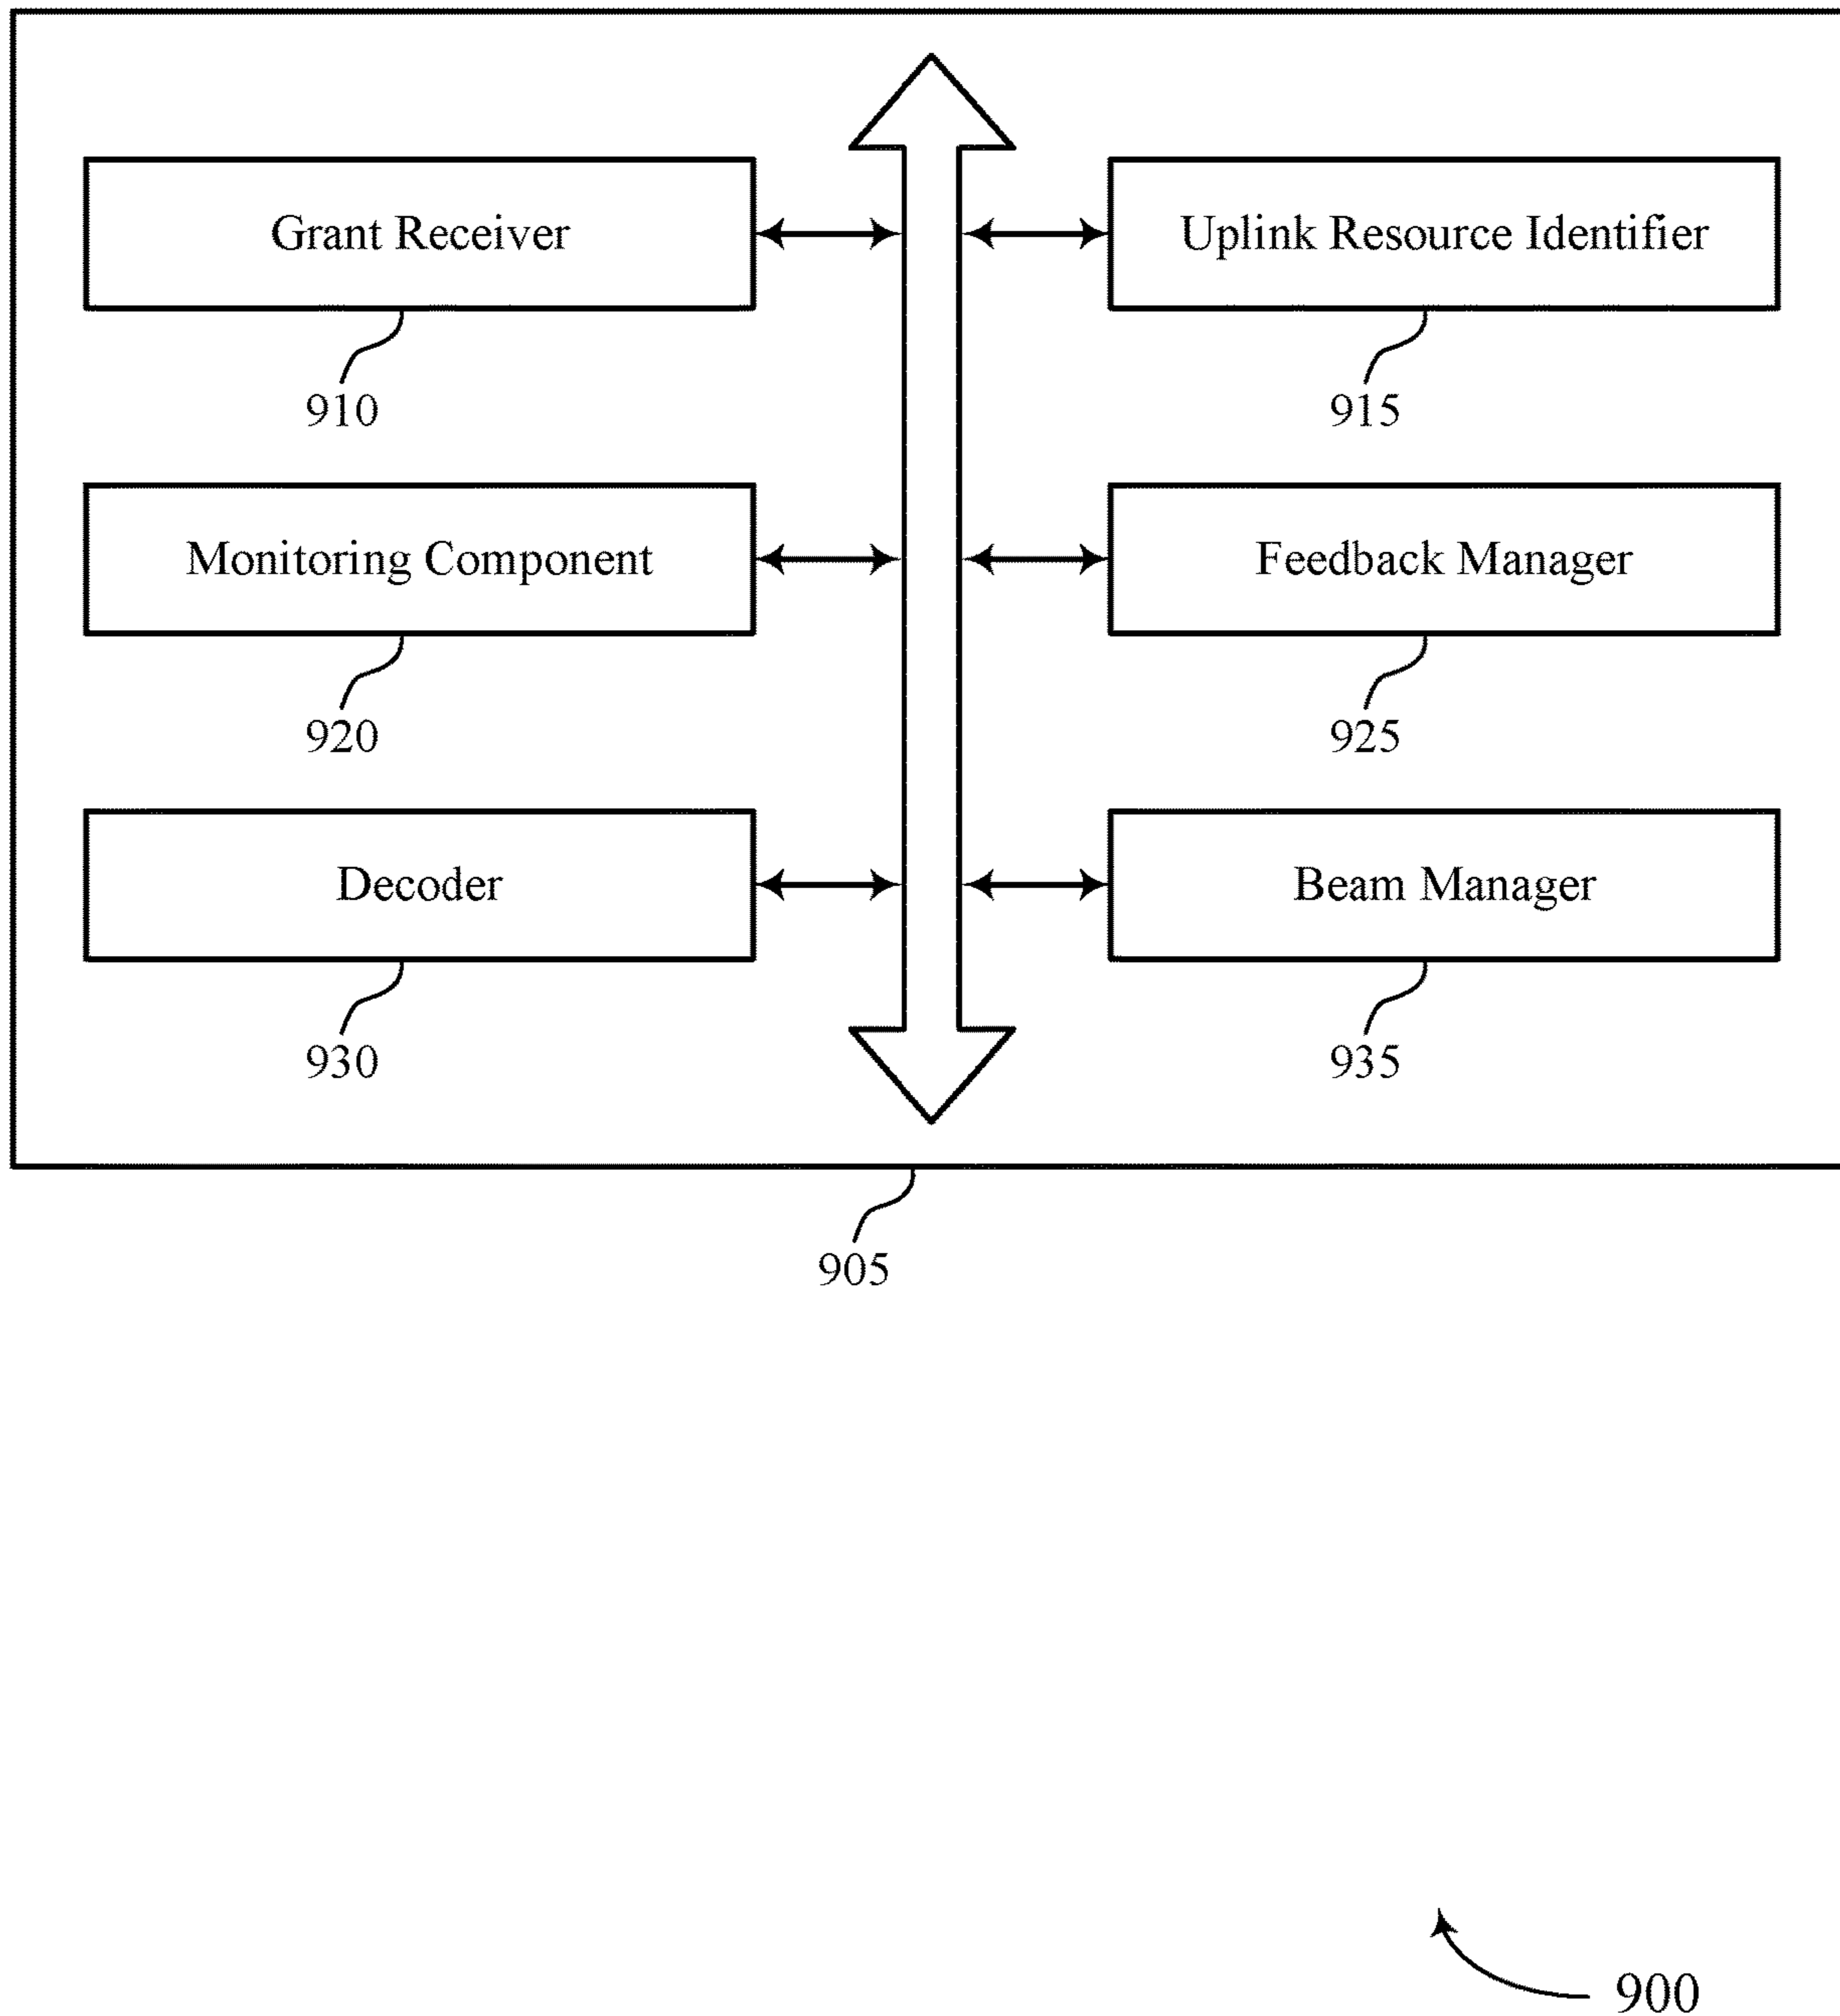 Grant Receiver
Uplink Resource Identifier
910
915
Monitoring Component
Feedback Manager
920
925
Decoder
Beam Manager
930
935
905
900